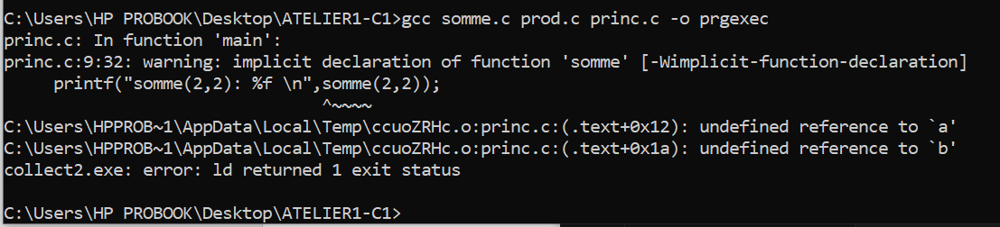 C:\Users\HP PROBOOK\Desktop\ATELIER1-C1>gcc somme.c prod.c princ.c -o prgexec
princ.c: In function 'main':
princ.c:9:32: warning: implicit declaration of function 'somme' [-Wimplicit-function-declaration]
     printf("somme(2,2): %f \n",somme(2,2));
                                ^~~~~
C:\Users\HPPROB~1\AppData\Local\Temp\ccuoZRHc.o:princ.c:(.text+0x12): undefined reference to `a'
C:\Users\HPPROB~1\AppData\Local\Temp\ccuoZRHc.o:princ.c:(.text+0x1a): undefined reference to `b'
collect2.exe: error: ld returned 1 exit status
C:\Users\HP PROBOOK\Desktop\ATELIER1-C1>